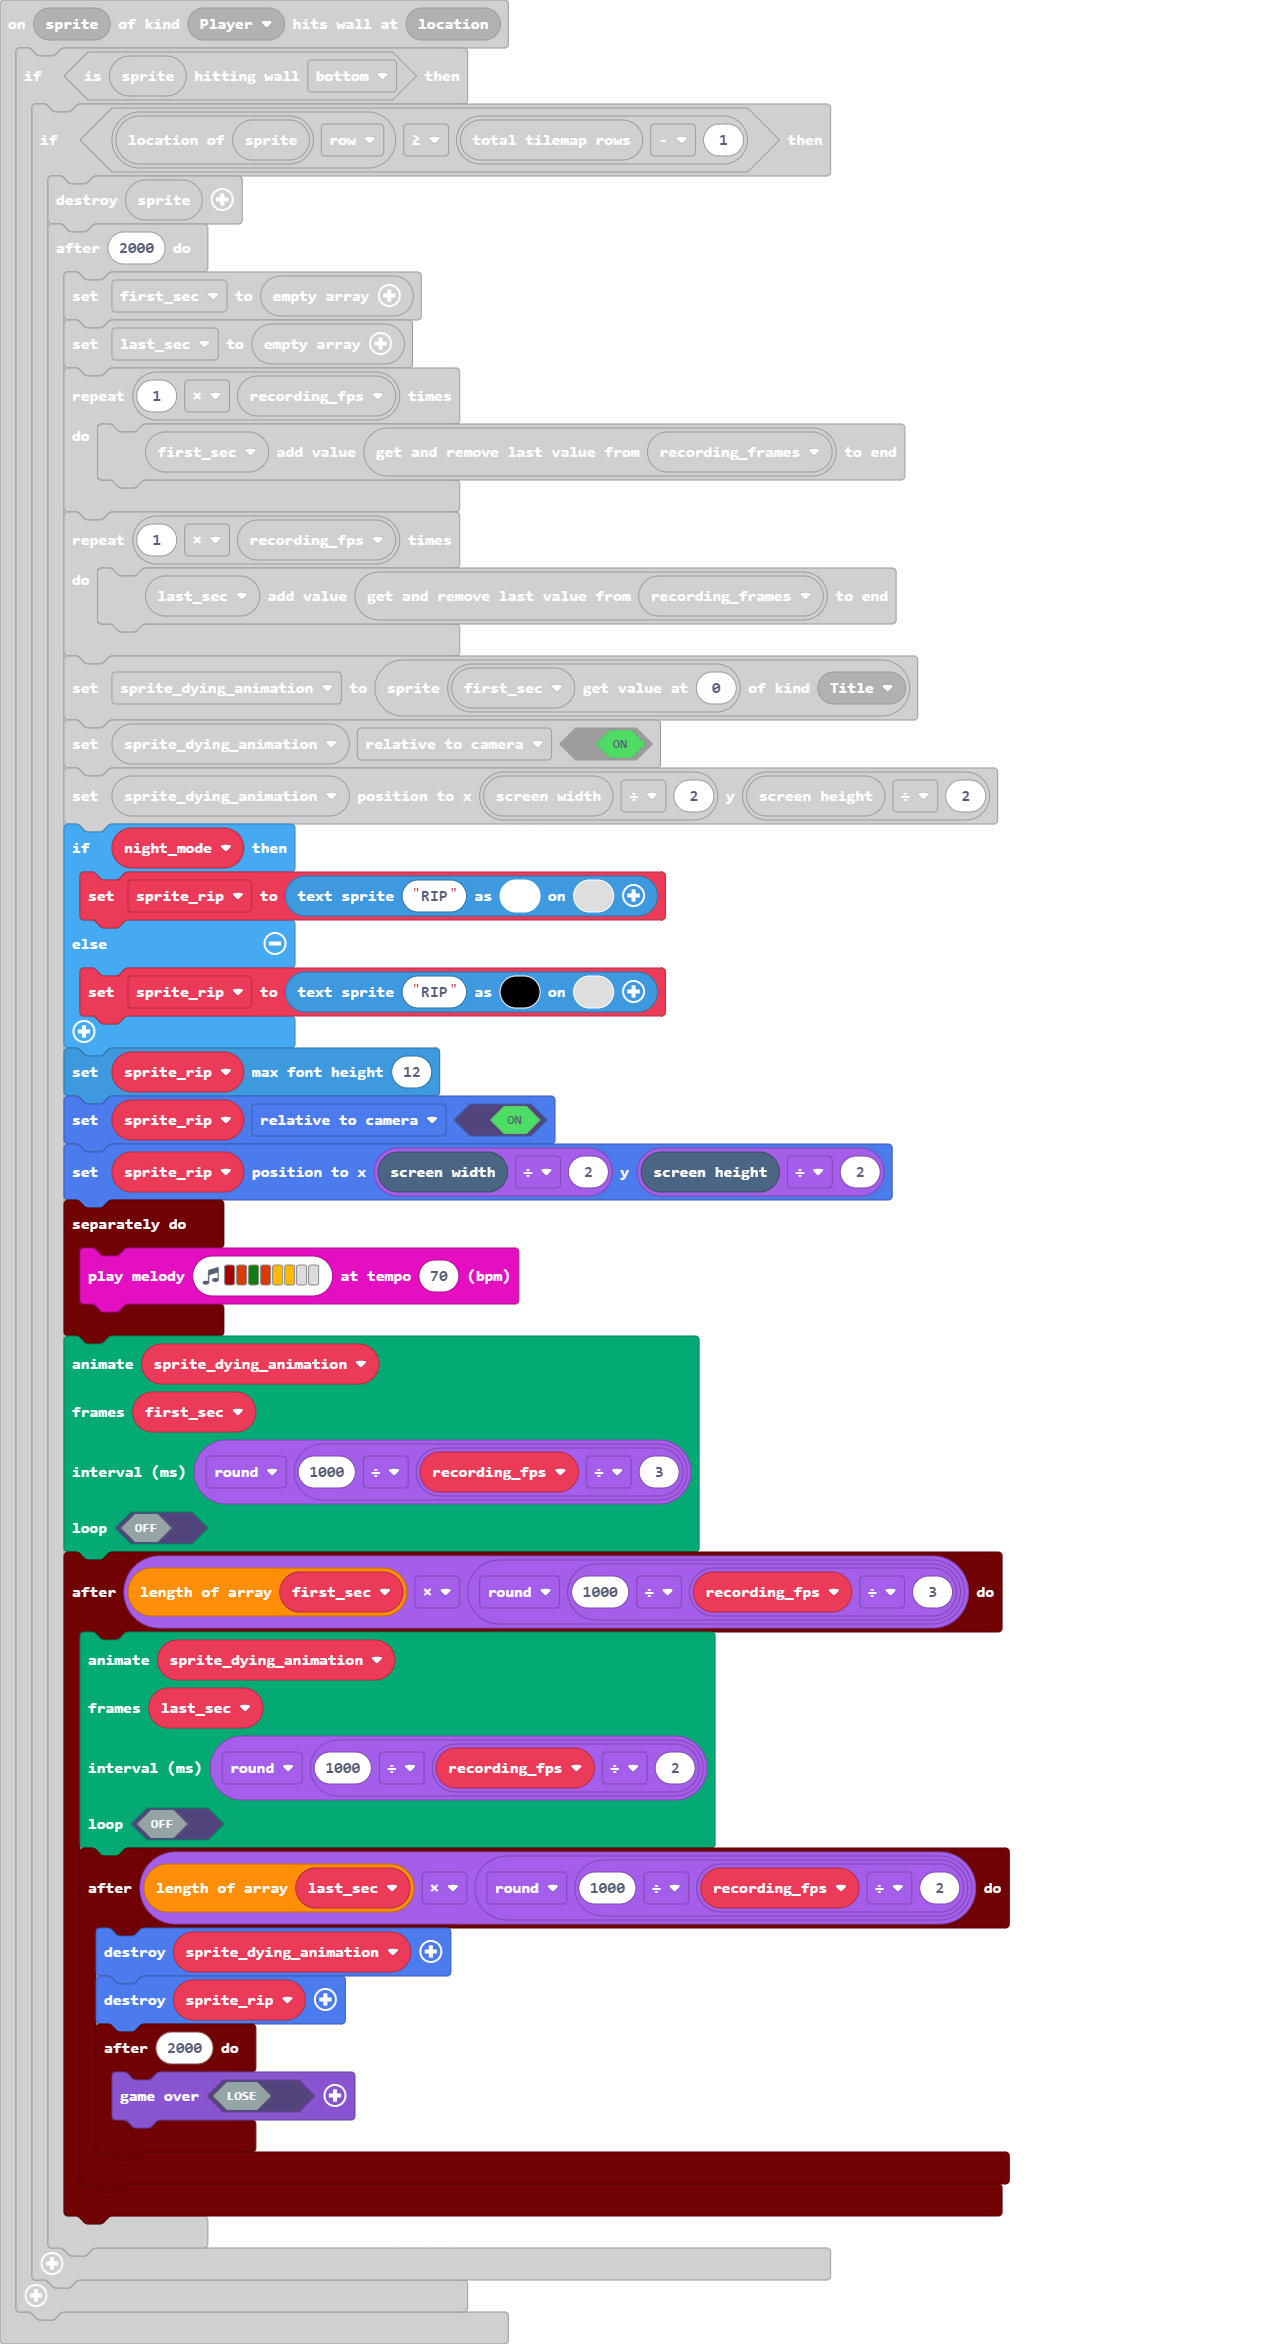 on sprite of kind Player hits wall at location
if is sprite hitting wall bottom then
if location of sprite row ≥ total tilemap rows - 1 then
destroy sprite
after 2000 do
set first_sec to empty array
set last_sec to empty array
repeat 1 × recording_fps times
do first_sec add value get and remove last value from recording_frames to end
repeat 1 × recording_fps times
do last_sec add value get and remove last value from recording_frames to end
set sprite_dying_animation to sprite first_sec get value at 0 of kind Title
set sprite_dying_animation relative to camera ON
set sprite_dying_animation position to x screen width ÷ 2 y screen height ÷ 2
if night_mode then
set sprite_rip to text sprite "RIP" as on
else
set sprite_rip to text sprite "RIP" as on
set sprite_rip max font height 12
set sprite_rip relative to camera ON
set sprite_rip position to x screen width ÷ 2 y screen height ÷ 2
separately do
play melody at tempo 70 (bpm)
animate sprite_dying_animation
frames first_sec
interval (ms) round 1000 ÷ recording_fps ÷ 3
loop OFF
after length of array first_sec × round 1000 ÷ recording_fps ÷ 3 do
animate sprite_dying_animation
frames last_sec
interval (ms) round 1000 ÷ recording_fps ÷ 2
loop OFF
after length of array last_sec × round 1000 ÷ recording_fps ÷ 2 do
destroy sprite_dying_animation
destroy sprite_rip
after 2000 do
game over LOSE